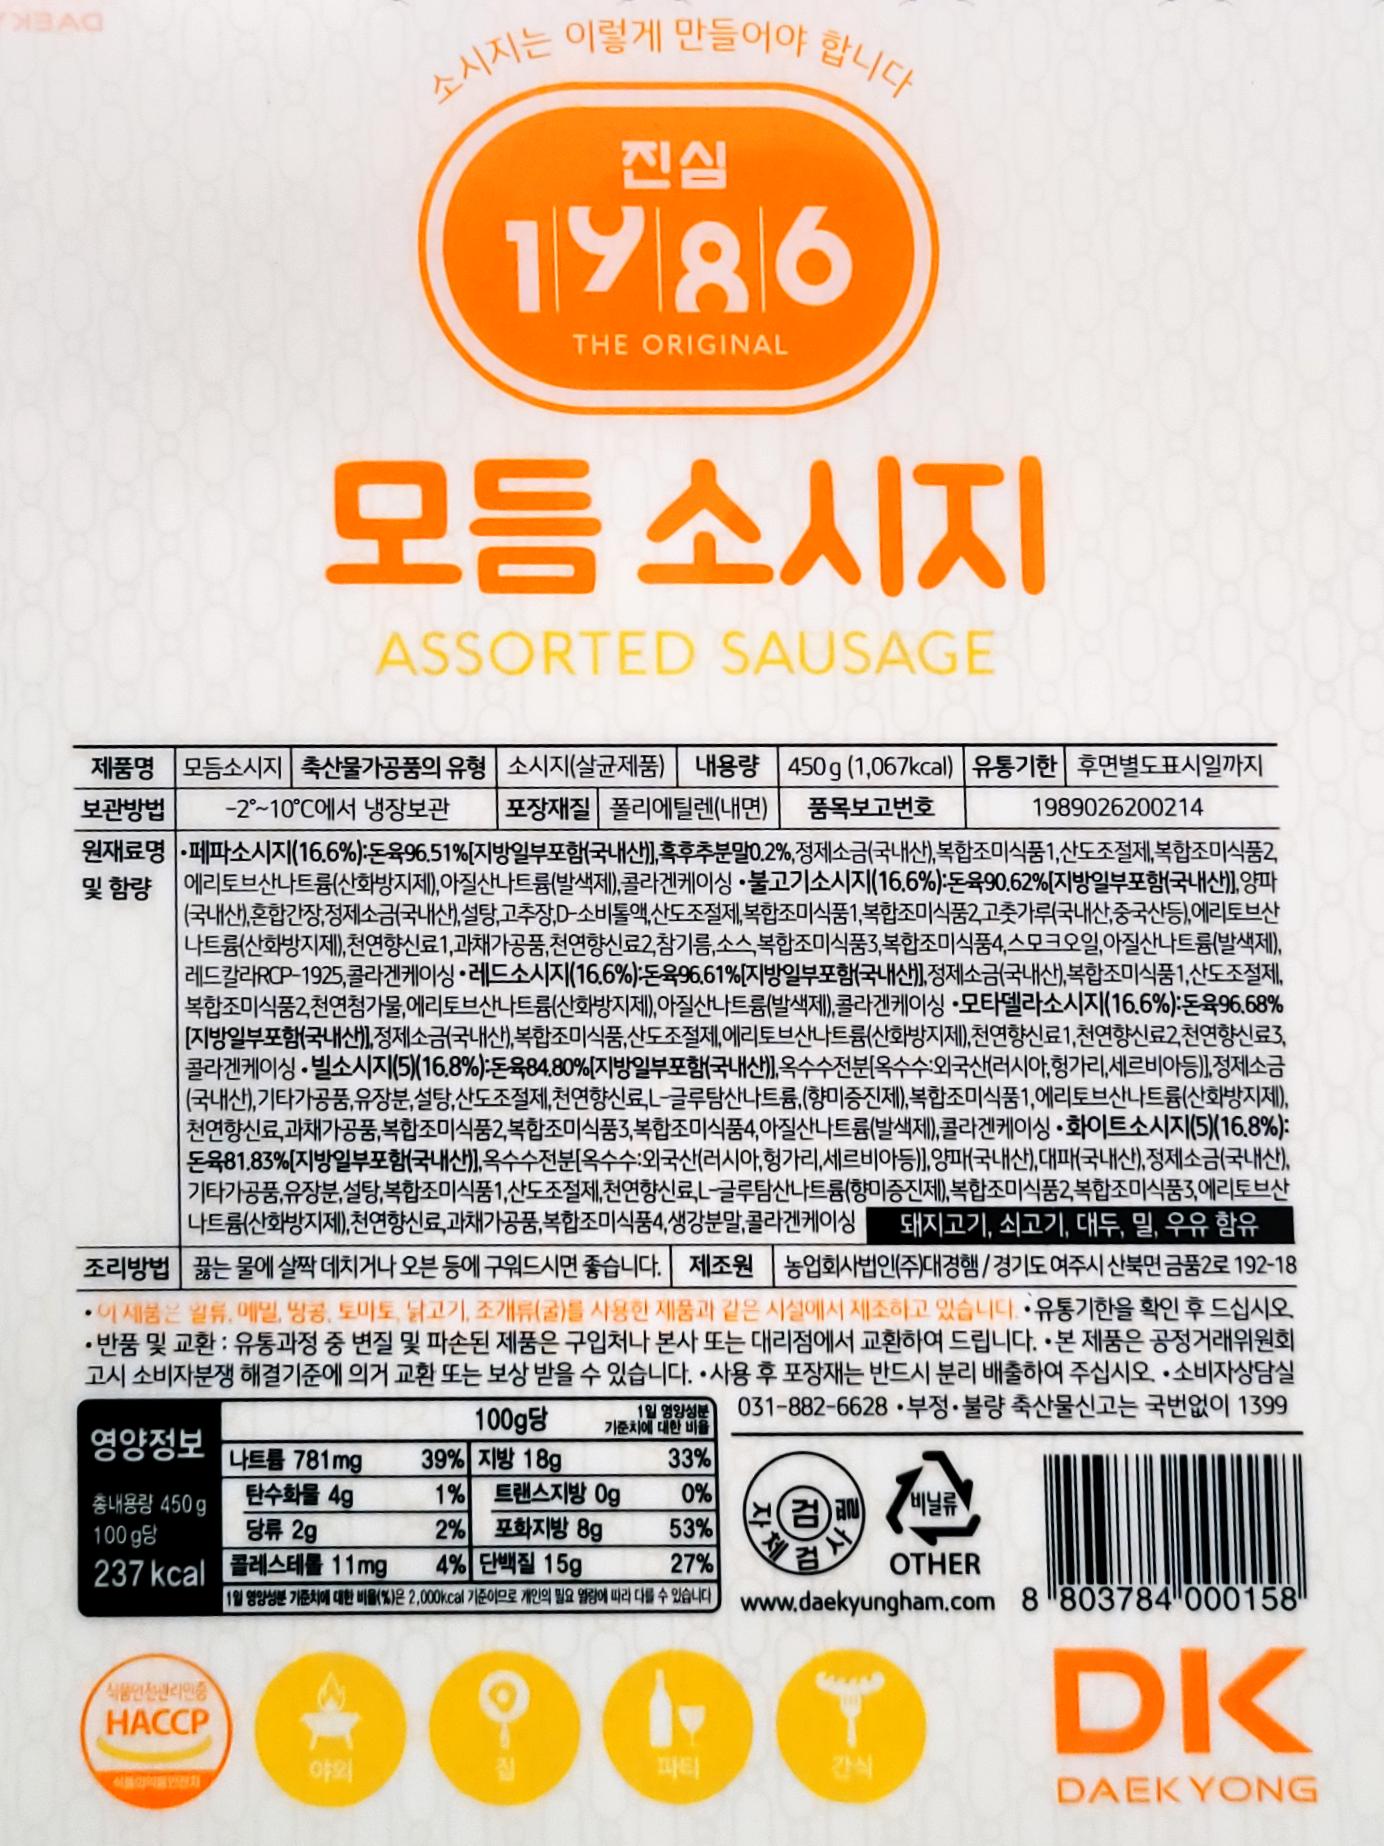 소시지는 이렇게 만들어야 합니다
진심
1986
THE ORIGINAL
모듬 소시지
ASSORTED SAUSAGE
제품명 모듬소시지 축산물가공품의 유형 소시지(살균제품) 내용량 450g (1,067kcal) 유통기한 후면별도표시일까지
보관방법 -2°~10°C에서 냉장보관 포장재질 폴리에틸렌(내면) 품목보고번호 1989026200214
원재료명 •페파소시지(16.6%):돈육96.51%[지방일부포함(국내산)],흑후추분말0.2%,정제소금(국내산),복합조미식품1,산도조절제,복합조미식품2,
및 함량 에리토브산나트륨(산화방지제),아질산나트륨(발색제),콜라겐케이싱 •불고기소시지(16.6%):돈육90.62%[지방일부포함(국내산)],양파
(국내산),혼합간장,정제소금(국내산),설탕,고추장,D-소비톨액,산도조절제,복합조미식품1,복합조미식품2,고춧가루(국내산,중국산등),에리토브산
나트륨(산화방지제),천연향신료1,과채가공품,천연향신료2,참기름,소스,복합조미식품3,복합조미식품4,스모크오일,아질산나트륨(발색제),
레드칼라RCP-1925,콜라겐케이싱 •레드소시지(16.6%):돈육96.61%[지방일부포함(국내산)],정제소금(국내산),복합조미식품1,산도조절제,
복합조미식품2,천연첨가물,에리토브산나트륨(산화방지제),아질산나트륨(발색제),콜라겐케이싱 •모타델라소시지(16.6%):돈육96.68%
[지방일부포함(국내산)],정제소금(국내산),복합조미식품,산도조절제,에리토브산나트륨(산화방지제),천연향신료1,천연향신료2,천연향신료3,
콜라겐케이싱 •빌소시지(5)(16.8%):돈육84.80%[지방일부포함(국내산)],옥수수전분[옥수수:외국산(러시아,헝가리,세르비아등)],정제소금
(국내산),기타가공품,유장분,설탕,산도조절제,천연향신료,L-글루탐산나트륨,(향미증진제),복합조미식품1,에리토브산나트륨(산화방지제),
천연향신료,과채가공품,복합조미식품2,복합조미식품3,복합조미식품4,아질산나트륨(발색제),콜라겐케이싱 •화이트소시지(5)(16.8%):
돈육81.83%[지방일부포함(국내산)],옥수수전분[옥수수:외국산(러시아,헝가리,세르비아등)],양파(국내산),대파(국내산),정제소금(국내산),
기타가공품,유장분,설탕,복합조미식품1,산도조절제,천연향신료,L-글루탐산나트륨(향미증진제),복합조미식품2,복합조미식품3,에리토브산
나트륨(산화방지제),천연향신료,과채가공품,복합조미식품4,생강분말,콜라겐케이싱 돼지고기, 쇠고기, 대두, 밀, 우유 함유
조리방법 끓는 물에 살짝 데치거나 오븐 등에 구워드시면 좋습니다. 제조원 농업회사법인(주)대경햄 / 경기도 여주시 산북면 금품2로 192-18
•이 제품은 알류, 메밀, 땅콩, 토마토, 닭고기, 조개류(굴)를 사용한 제품과 같은 시설에서 제조하고 있습니다. •유통기한을 확인 후 드십시오.
•반품 및 교환 : 유통과정 중 변질 및 파손된 제품은 구입처나 본사 또는 대리점에서 교환하여 드립니다. •본 제품은 공정거래위원회
고시 소비자분쟁 해결기준에 의거 교환 또는 보상 받을 수 있습니다. •사용 후 포장재는 반드시 분리 배출하여 주십시오. •소비자상담실
031-882-6628 •부정·불량 축산물신고는 국번없이 1399
영양정보
총내용량 450g
100g당
237 kcal
100g당 1일 영양성분
기준치에 대한 비율
나트륨 781mg 39% 지방 18g 33%
탄수화물 4g 1% 트랜스지방 0g 0%
당류 2g 2% 포화지방 8g 53%
콜레스테롤 11mg 4% 단백질 15g 27%
1일 영양성분 기준치에 대한 비율(%)은 2,000kcal 기준이므로 개인의 필요 열량에 따라 다를 수 있습니다
검
자체검사필
비닐류
OTHER
www.daekyungham.com
8 803784 000158
식품안전관리인증
HACCP
식품의약품안전처
야외
집
파티
간식
DK
DAEKYONG